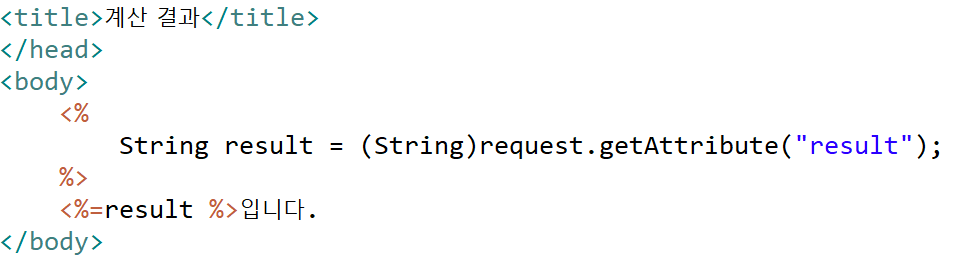 <title>계산 결과</title>
</head>
<body>
<%
String result = (String)request.getAttribute("result");
%>
<%=result %>입니다.
</body>